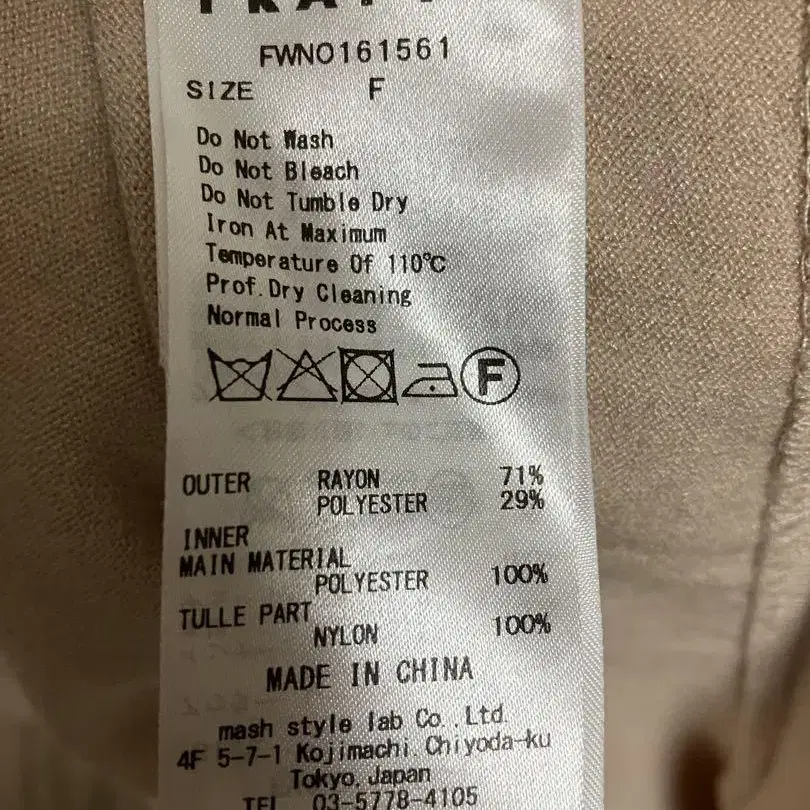 FWNO161561
SIZE F
Do Not Wash
Do Not Bleach
Do Not Tumble Dry
Iron At Maximum
Temperature Of 110℃
Prof.Dry Cleaning
Normal Process
F
OUTER RAYON 71%
POLYESTER 29%
INNER
MAIN MATERIAL
POLYESTER 100%
TULLE PART
NYLON 100%
MADE IN CHINA
mash style lab Co.,Ltd.
4F 5-7-1 Kojimachi,Chiyoda-ku
Tokyo,Japan
TEL 03-5778-4105